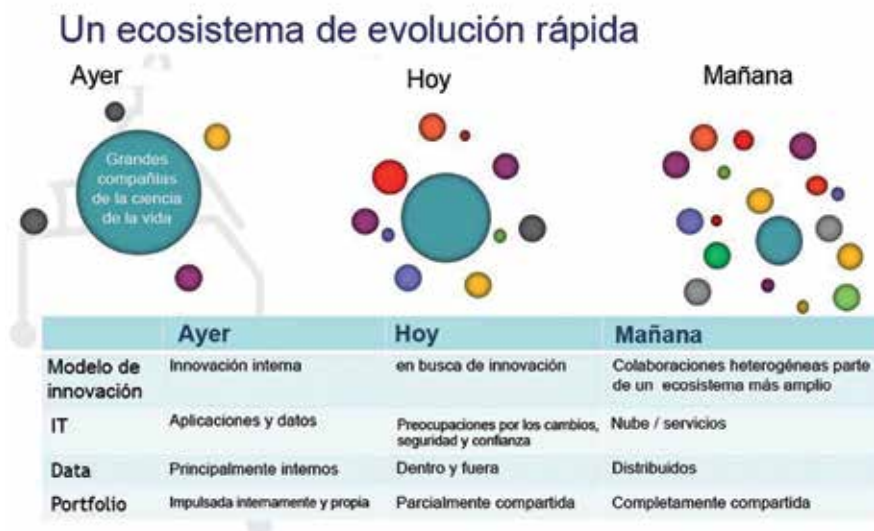 Un ecosistema de evolución rápida
Ayer
Hoy
Mañana
Grandes
compañías
de la ciencia
de la vida
Ayer Hoy Mañana
Modelo de innovación Innovación interna en busca de innovación Colaboraciones heterogéneas parte de un ecosistema más amplio
IT Aplicaciones y datos Preocupaciones por los cambios, seguridad y confianza Nube / servicios
Data Principalmente internos Dentro y fuera Distribuidos
Portfolio Impulsada internamente y propia Parcialmente compartida Completamente compartida